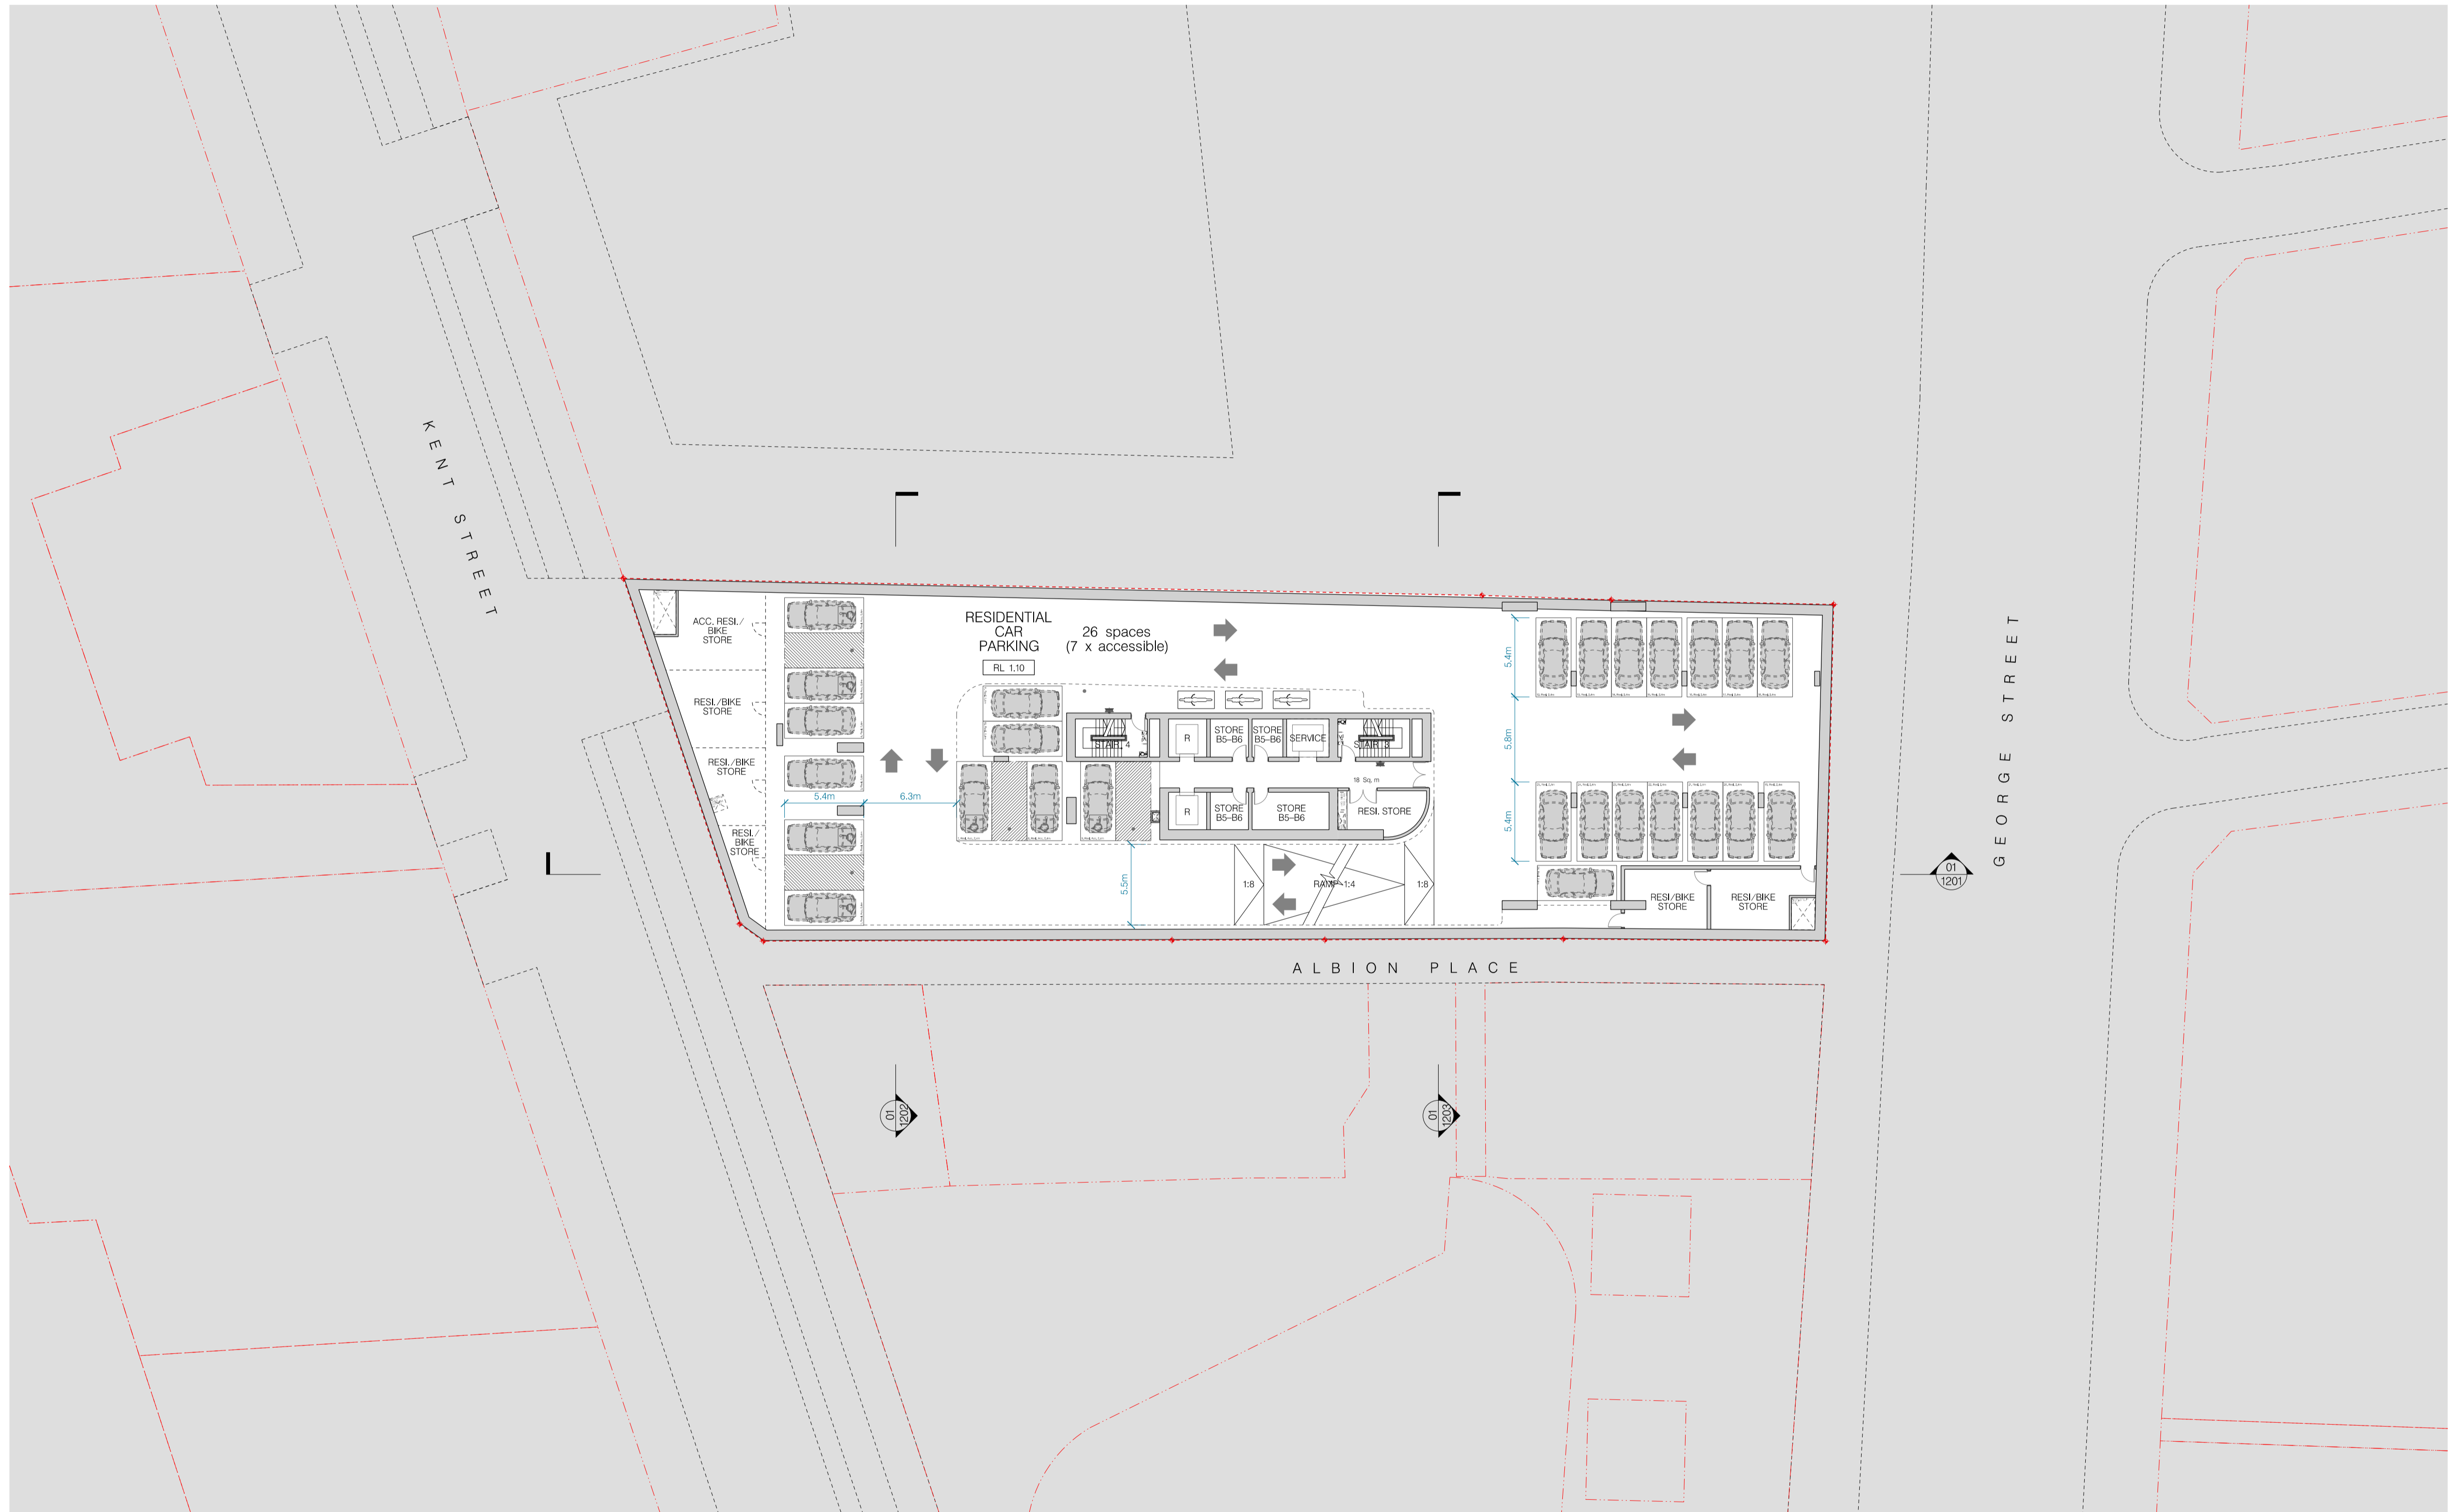 KENT STREET
RESIDENTIAL
CAR
PARKING
26 spaces
(7 x accessible)
RL 1.10
ACC. RESI./
BIKE
STORE
RESI./BIKE
STORE
RESI./BIKE
STORE
RESI./
BIKE
STORE
5.4m
6.3m
STAIR 4
R
STORE
B5-B6
STORE
B5-B6
SERVICE
STAIR 3
18 Sq. m
R
STORE
B5-B6
STORE
B5-B6
RESI. STORE
5.5m
1:8
RAMP 1:4
1:8
5.4m
5.8m
5.4m
RESI/BIKE
STORE
RESI/BIKE
STORE
GEORGE STREET
01
1201
ALBION PLACE
01
1202
01
1203